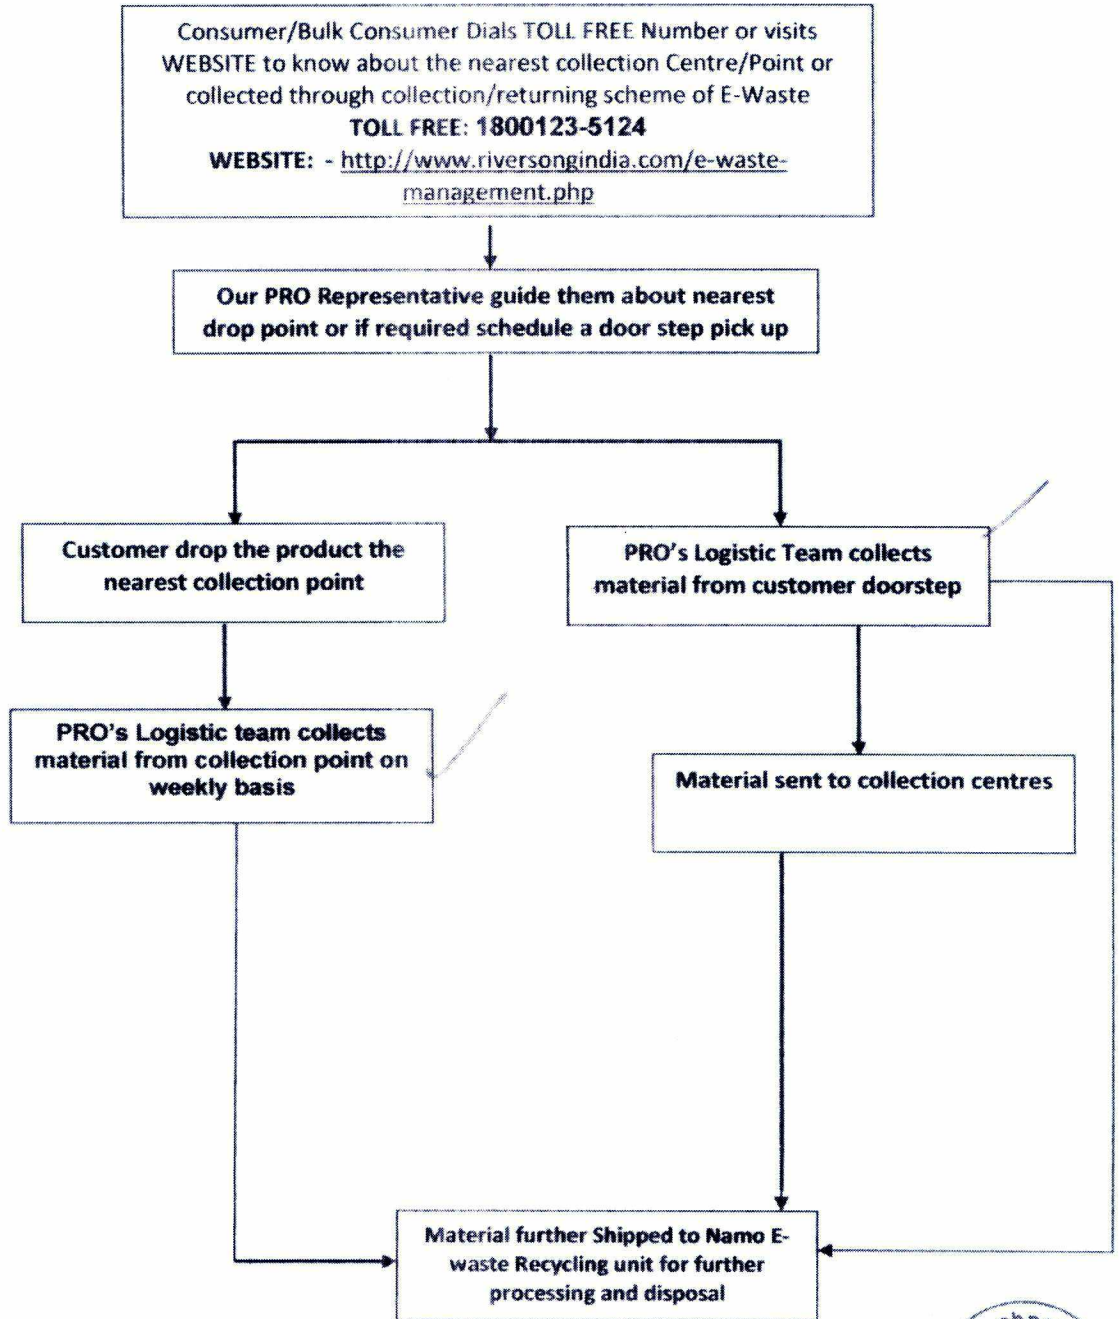 Consumer/Bulk Consumer Dials TOLL FREE Number or visits
WEBSITE to know about the nearest collection Centre/Point or
collected through collection/returning scheme of E-Waste
TOLL FREE: 1800123-5124
WEBSITE: - http://www.riversongindia.com/e-waste-
management.php
Our PRO Representative guide them about nearest
drop point or if required schedule a door step pick up
Customer drop the product the
nearest collection point
PRO's Logistic Team collects
material from customer doorstep
PRO's Logistic team collects
material from collection point on
weekly basis
Material sent to collection centres
Material further Shipped to Namo E-
waste Recycling unit for further
processing and disposal